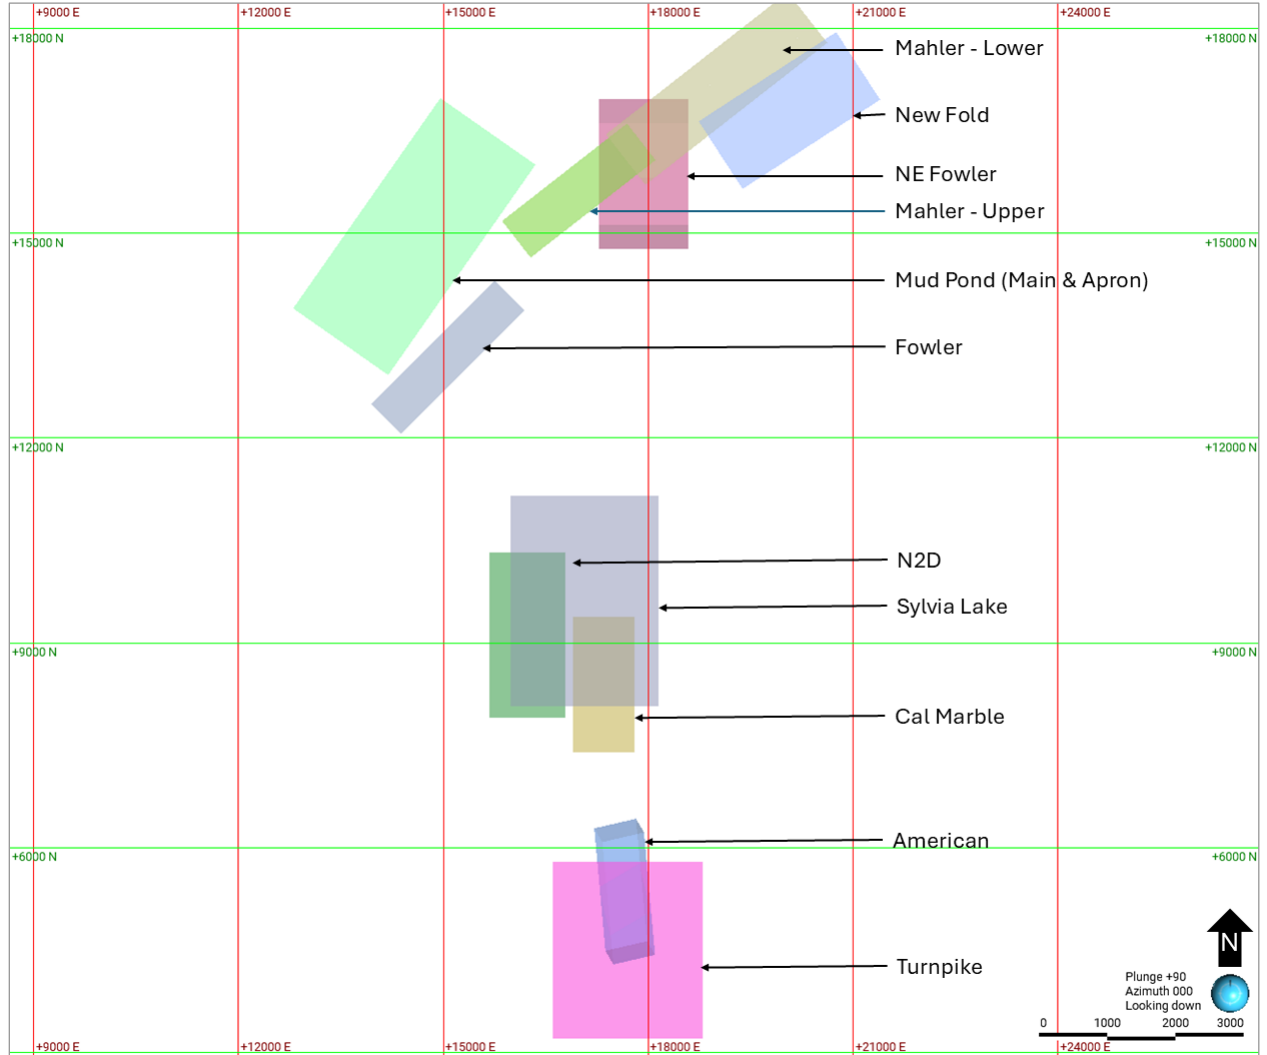 +9000 E +12000 E +15000 E +18000 E +21000 E +24000 E
+18000 N +18000 N
Mahler - Lower
New Fold
NE Fowler
Mahler - Upper
+15000 N +15000 N
Mud Pond (Main & Apron)
Fowler
+12000 N +12000 N
N2D
Sylvia Lake
+9000 N +9000 N
Cal Marble
American
+6000 N +6000 N
N
Turnpike
Plunge +90
Azimuth 000
Looking down
0 1000 2000 3000
+9000 E +12000 E +15000 E +18000 E +21000 E +24000 E